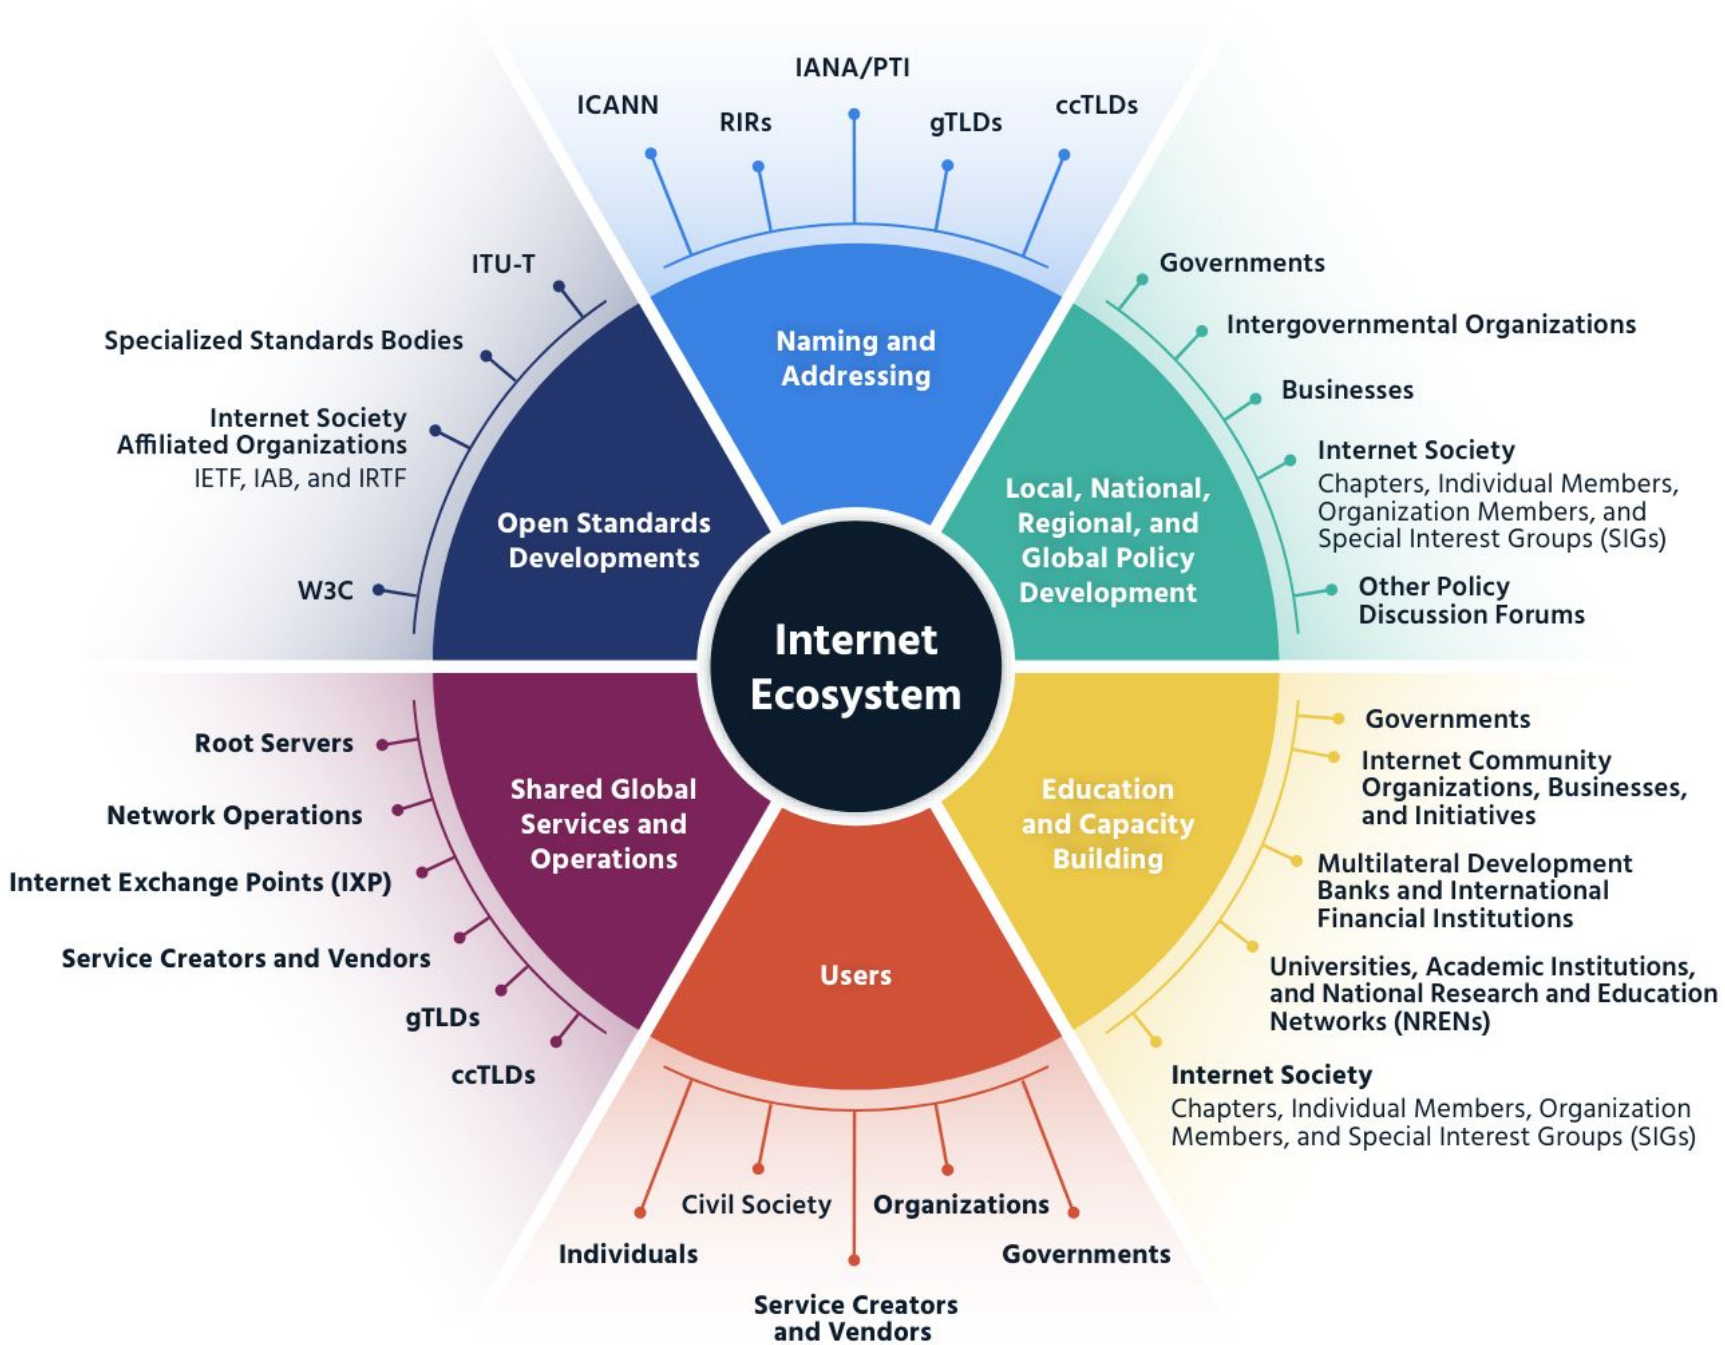 IANA/PTI
ICANN
RIRs
gTLDs
ccTLDs
Naming and
Addressing
Governments
Intergovernmental Organizations
Businesses
Internet Society
Chapters, Individual Members,
Organization Members, and
Special Interest Groups (SIGs)
Other Policy
Discussion Forums
Local, National,
Regional, and
Global Policy
Development
ITU-T
Specialized Standards Bodies
Internet Society
Affiliated Organizations
IETF, IAB, and IRTF
W3C
Open Standards
Developments
Internet
Ecosystem
Root Servers
Network Operations
Internet Exchange Points (IXP)
Service Creators and Vendors
gTLDs
ccTLDs
Shared Global
Services and
Operations
Education
and Capacity
Building
Governments
Internet Community
Organizations, Businesses,
and Initiatives
Multilateral Development
Banks and International
Financial Institutions
Universities, Academic Institutions,
and National Research and Education
Networks (NRENs)
Internet Society
Chapters, Individual Members, Organization
Members, and Special Interest Groups (SIGs)
Users
Individuals
Civil Society
Service Creators
and Vendors
Organizations
Governments